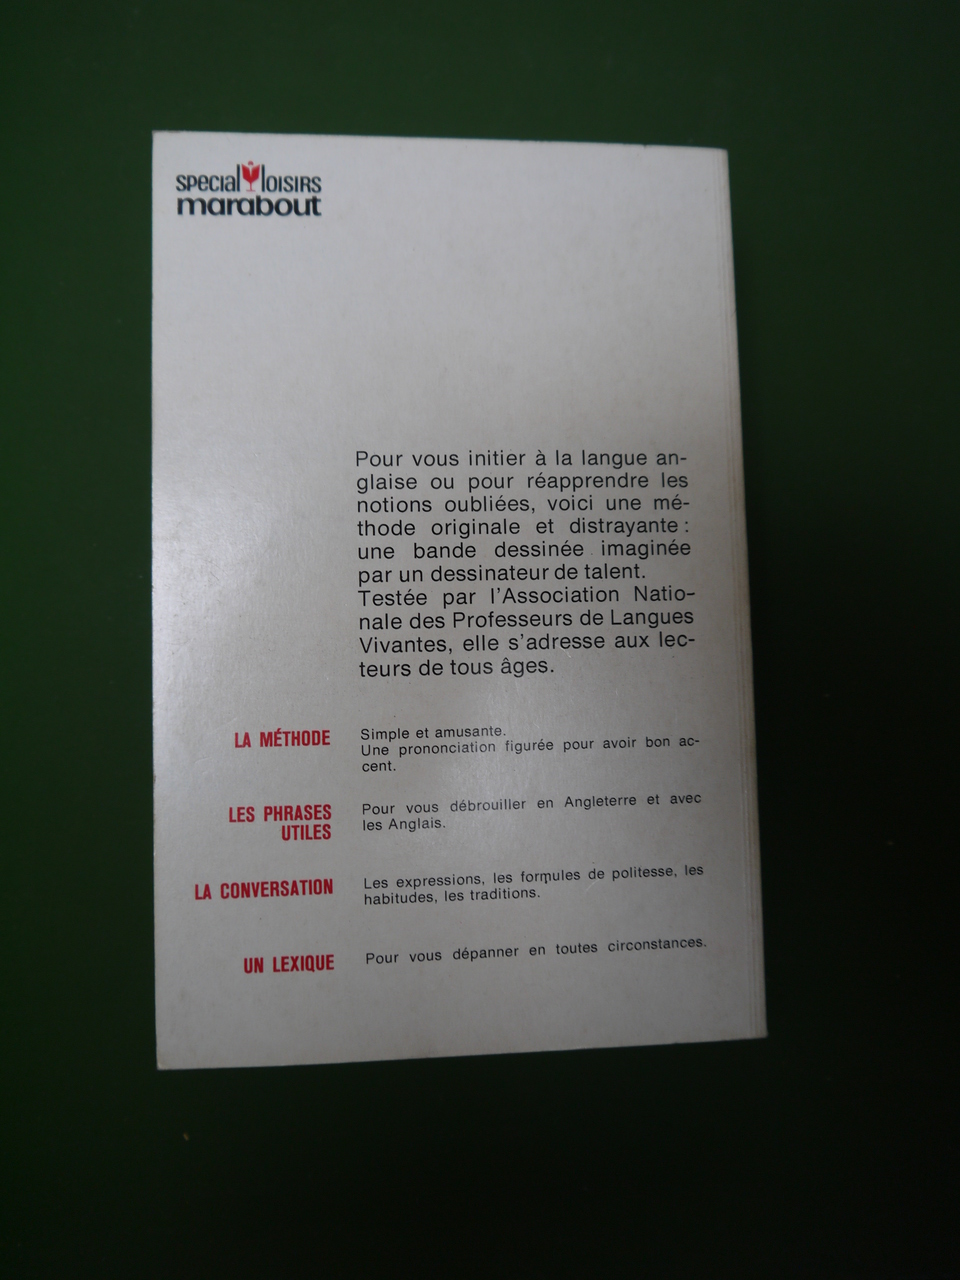 special loisirs
marabout
Pour vous initier à la langue an-
glaise ou pour réapprendre les
notions oubliées, voici une mé-
thode originale et distrayante :
une bande dessinée imaginée
par un dessinateur de talent.
Testée par l'Association Natio-
nale des Professeurs de Langues
Vivantes, elle s'adresse aux lec-
teurs de tous âges.
LA MÉTHODE
Simple et amusante.
Une prononciation figurée pour avoir bon ac-
cent.
LES PHRASES
UTILES
Pour vous débrouiller en Angleterre et avec
les Anglais.
LA CONVERSATION
Les expressions, les formules de politesse, les
habitudes, les traditions.
UN LEXIQUE
Pour vous dépanner en toutes circonstances.